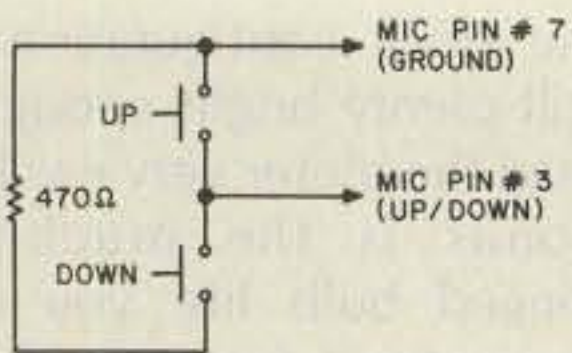 MIC PIN # 7
(GROUND)
UP
470Ω
MIC PIN # 3
(UP/DOWN)
DOWN